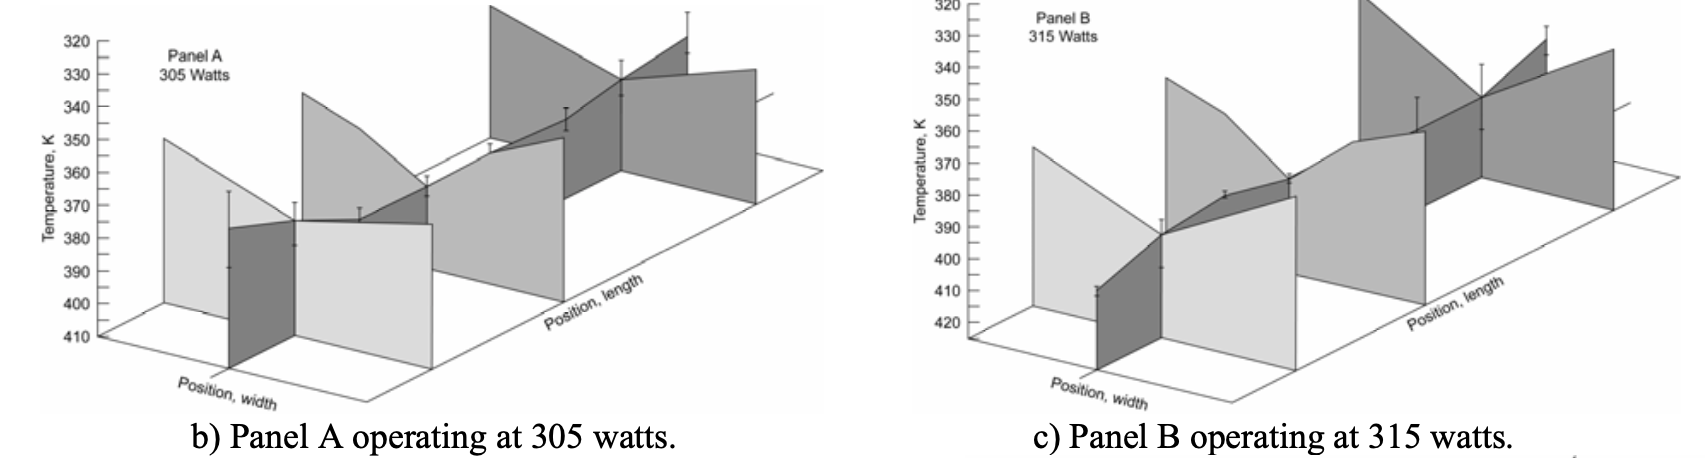 Panel A
305 Watts
320
330
340
350
360
370
380
390
400
410
Temperature, K
Position, width
Position, length
b) Panel A operating at 305 watts.
Panel B
315 Watts
320
330
340
350
360
370
380
390
400
410
420
Temperature, K
Position, width
Position, length
c) Panel B operating at 315 watts.